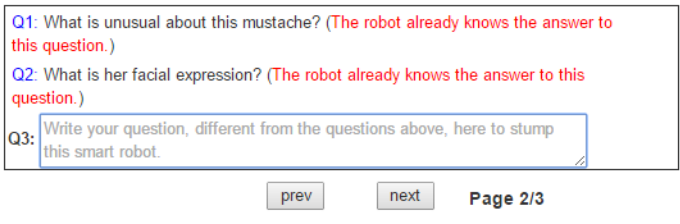 Q1: What is unusual about this mustache? (The robot already knows the answer to
this question.)
Q2: What is her facial expression? (The robot already knows the answer to this
question.)
Q3: Write your question, different from the questions above, here to stump
this smart robot.
prev next Page 2/3